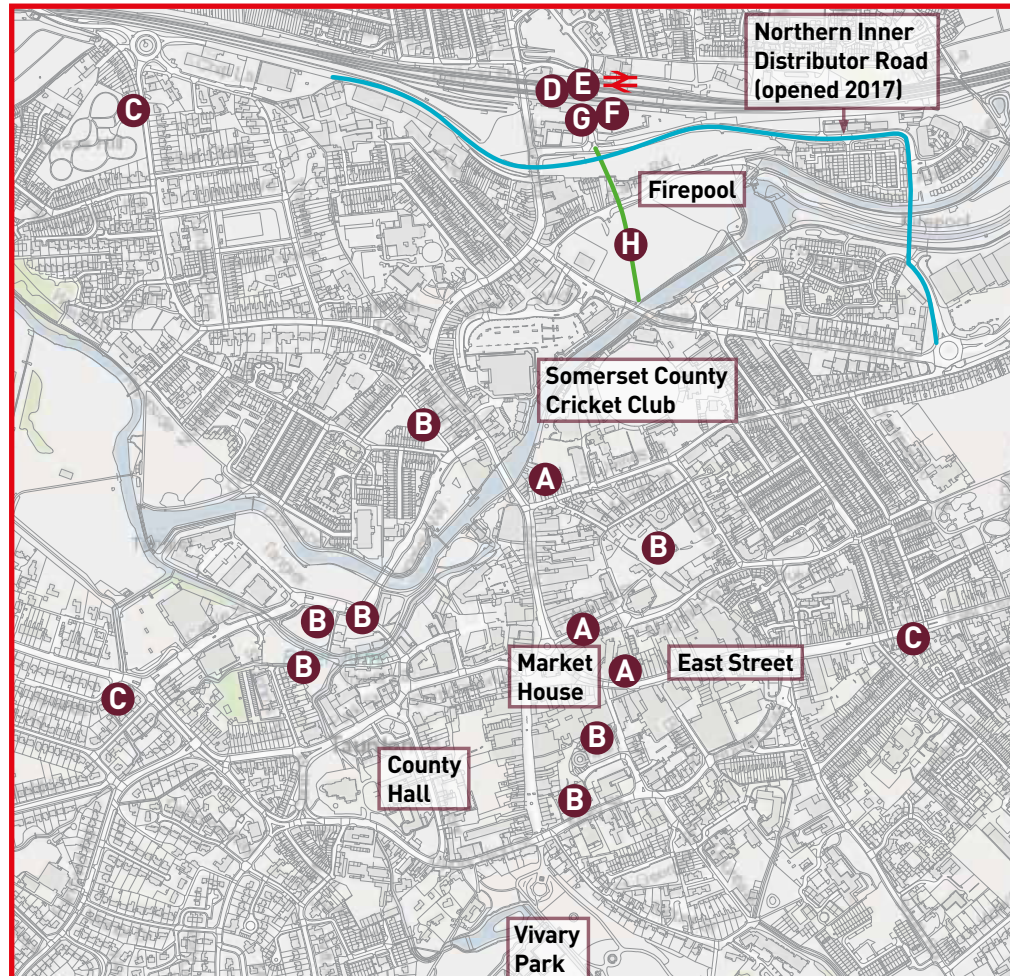 Northern Inner
Distributor Road
(opened 2017)
E
D
C
F
G
Firepool
H
Somerset County
Cricket Club
B
A
B
B
B
A
C
Market
House
A
East Street
B
C
B
County
Hall
B
Vivary
Park